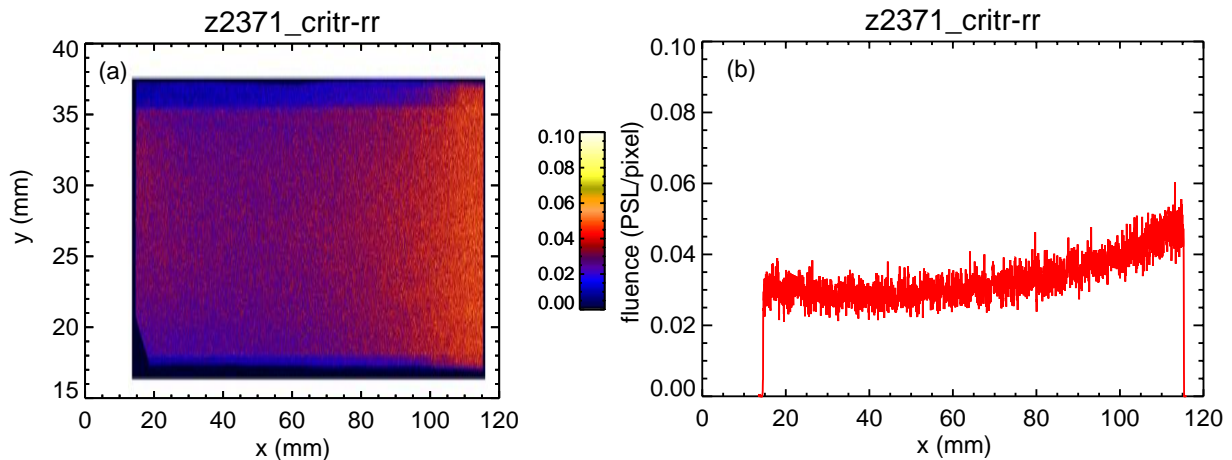 z2371_critr-rr
(a)
40
35
30
25
20
15
y (mm)
0 20 40 60 80 100 120
x (mm)
0.10
0.08
0.06
0.04
0.02
0.00
z2371_critr-rr
(b)
0.10
0.08
0.06
0.04
0.02
0.00
fluence (PSL/pixel)
0 20 40 60 80 100 120
x (mm)